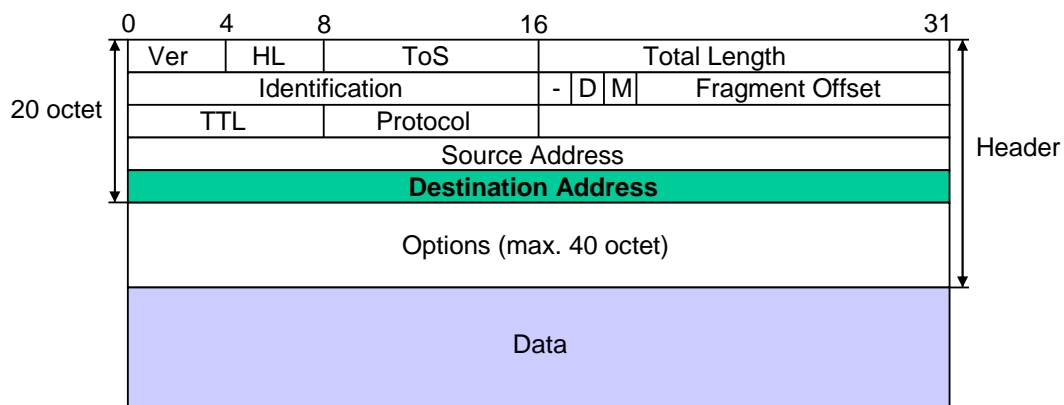 0 4 8 16 31
Ver HL ToS Total Length
Identification - D M Fragment Offset
20 octet
TTL Protocol
Header
Source Address
Destination Address
Options (max. 40 octet)
Data